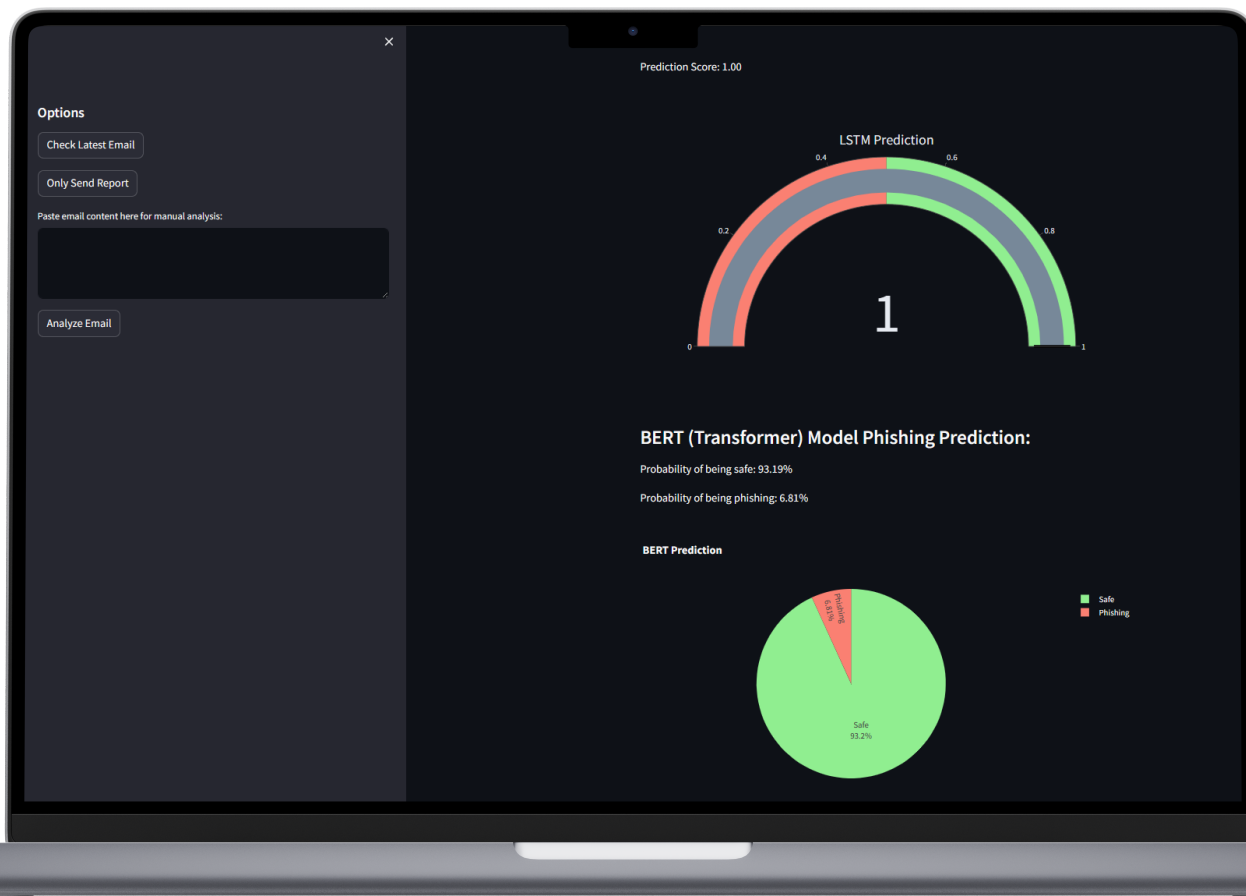 ×
Options
Check Latest Email
Only Send Report
Paste email content here for manual analysis:
Analyze Email
Prediction Score: 1.00
LSTM Prediction
0
0.2
0.4
0.6
0.8
1
1
BERT (Transformer) Model Phishing Prediction:
Probability of being safe: 93.19%
Probability of being phishing: 6.81%
BERT Prediction
Phishing
6.81%
Safe
93.2%
Safe
Phishing